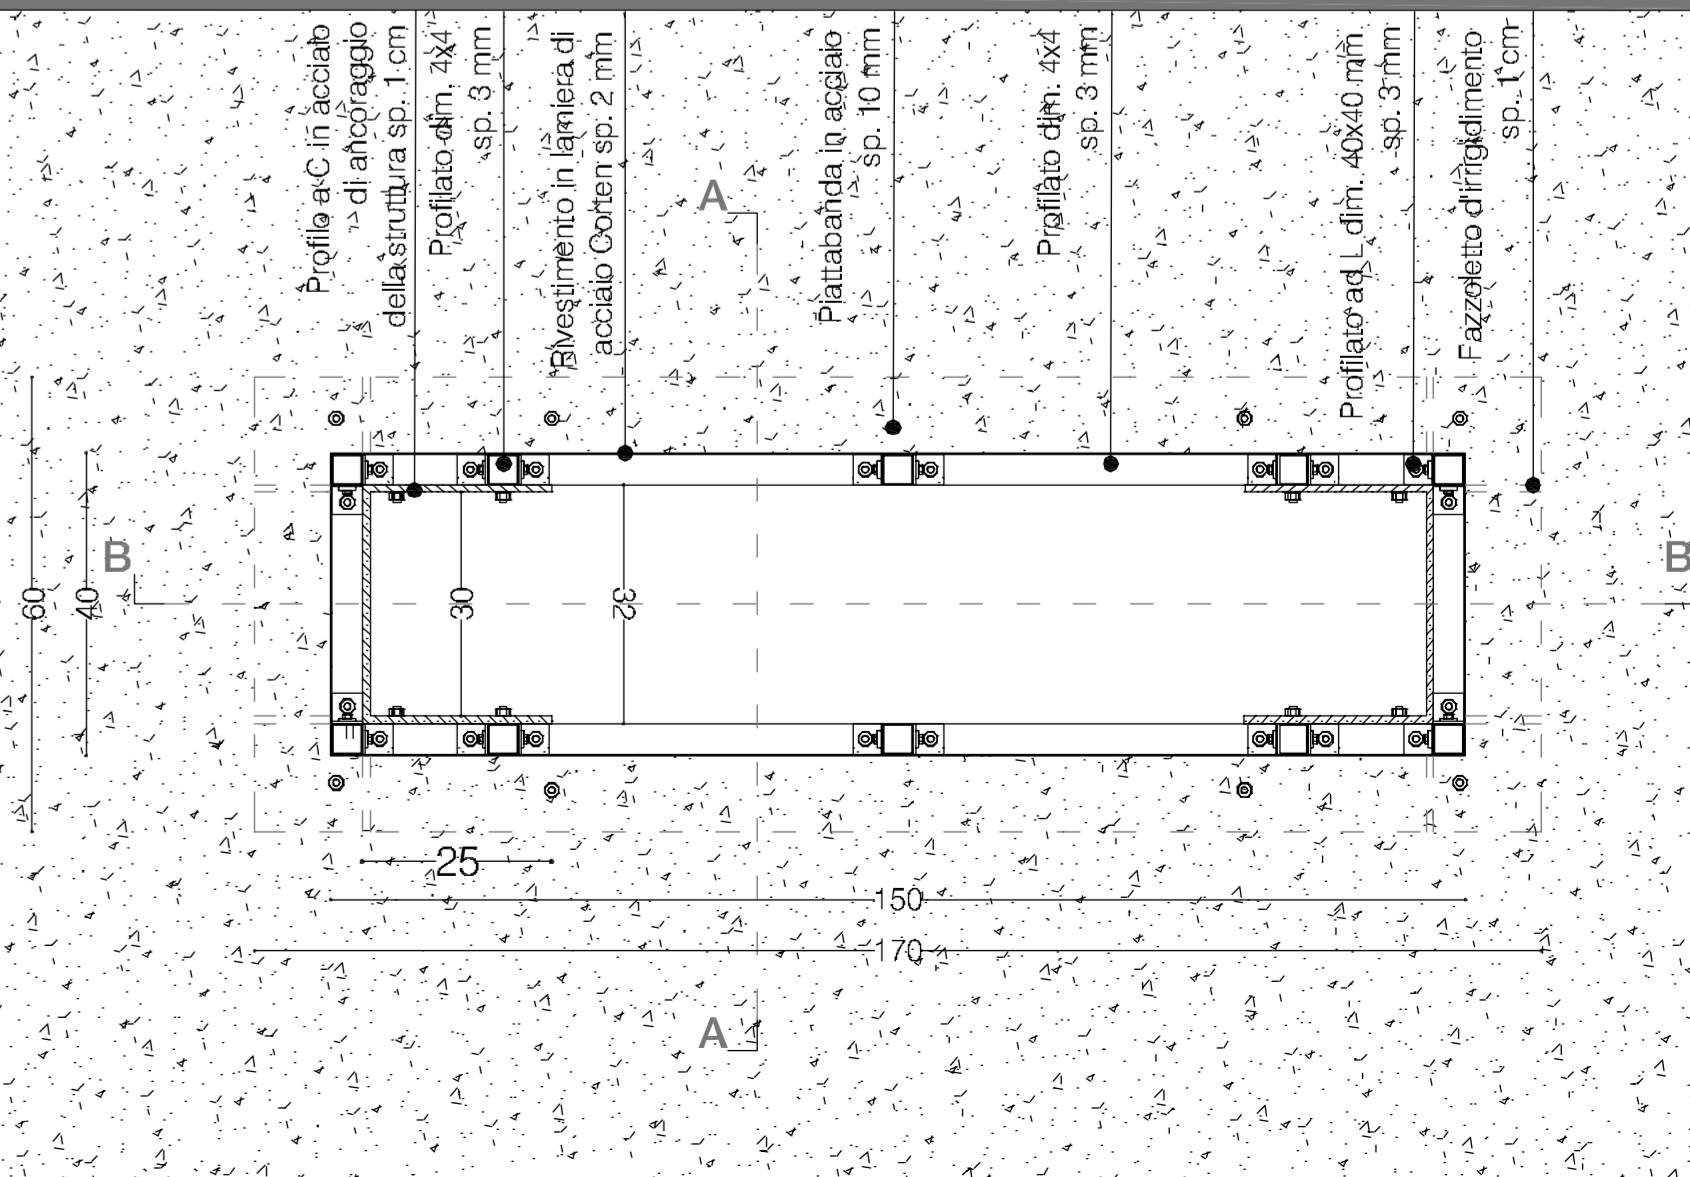 Profilo a C in acciaio
di ancoraggio
della struttura sp. 1 cm
Profilato dim. 4x4
sp. 3 mm
Rivestimento in lamiera di
acciaio Corten sp. 2 mm
Piattabanda in acciaio
sp. 10 mm
Profilato dim. 4x4
sp. 3 mm
Profilato ad L dim. 40x40 mm
sp. 3 mm
Fazzoletto d'irrigidimento
sp. 1 cm
A
B
B
60
40
30
32
25
150
170
A